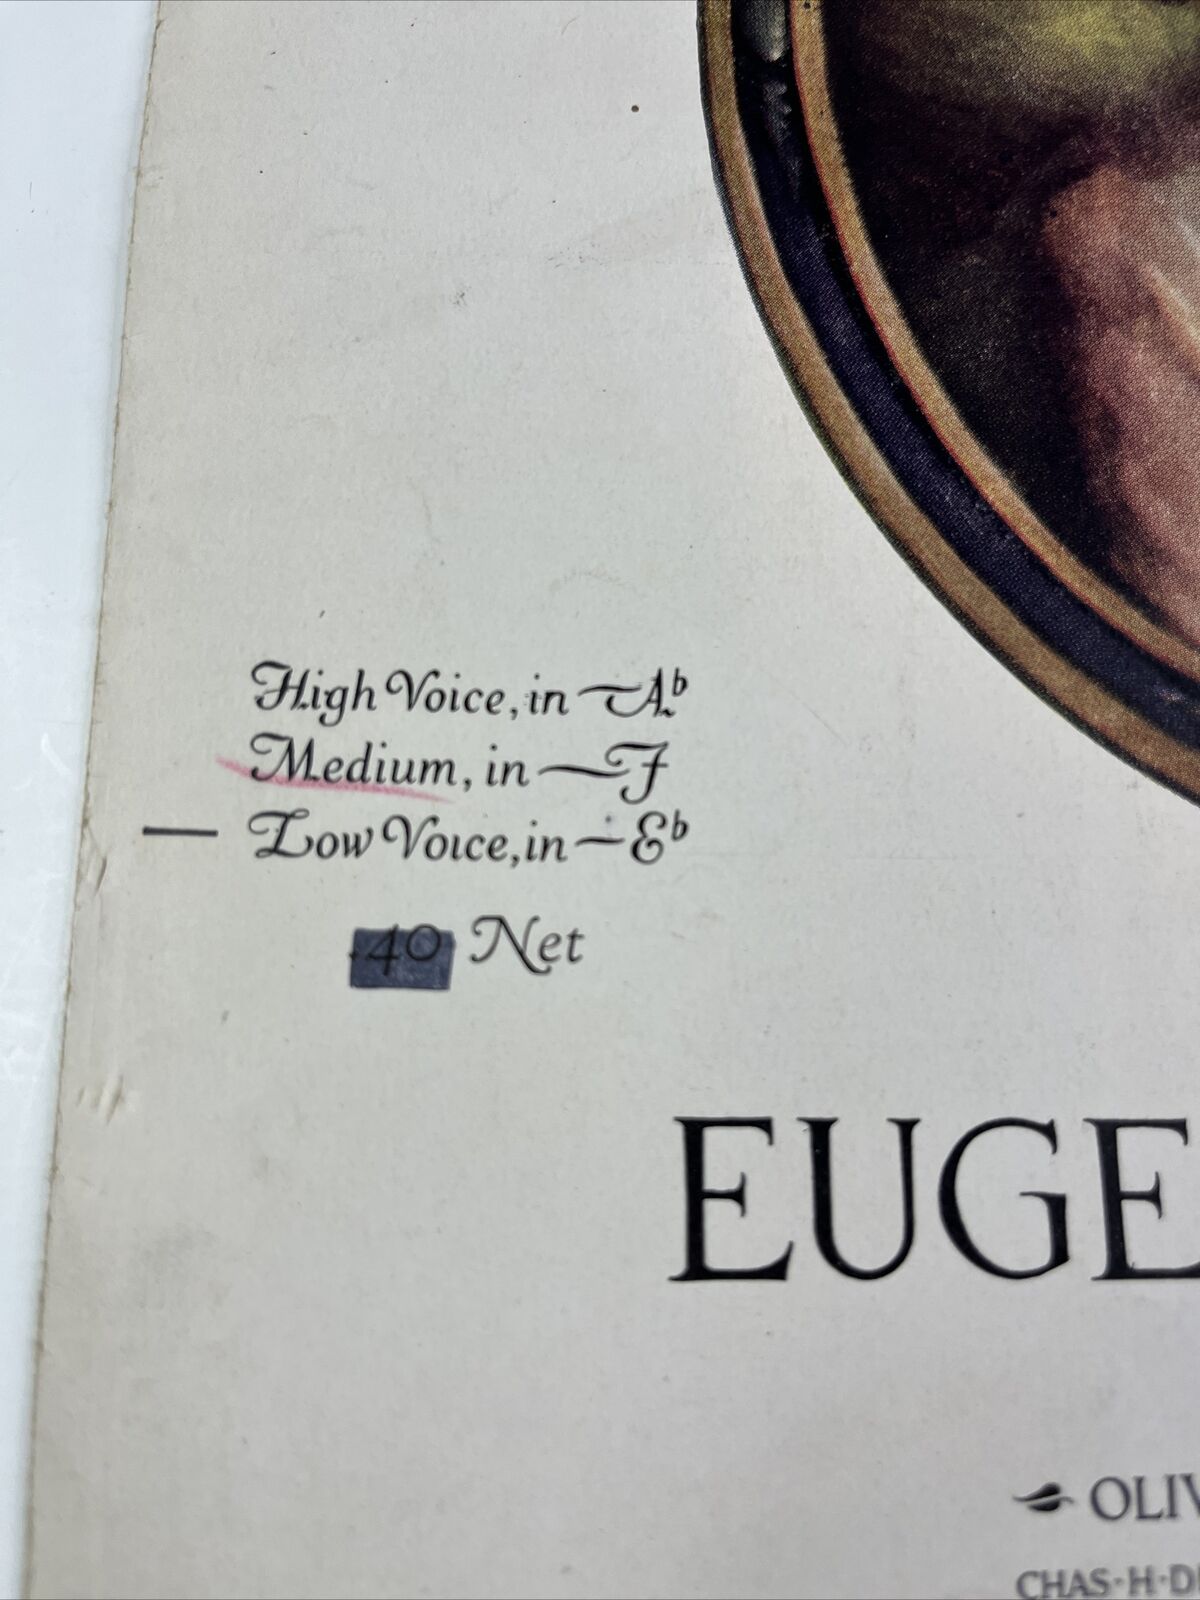 High Voice, in A♭
Medium, in F
Low Voice, in E♭
.40 Net
EUGE
OLIV
CHAS·H·D